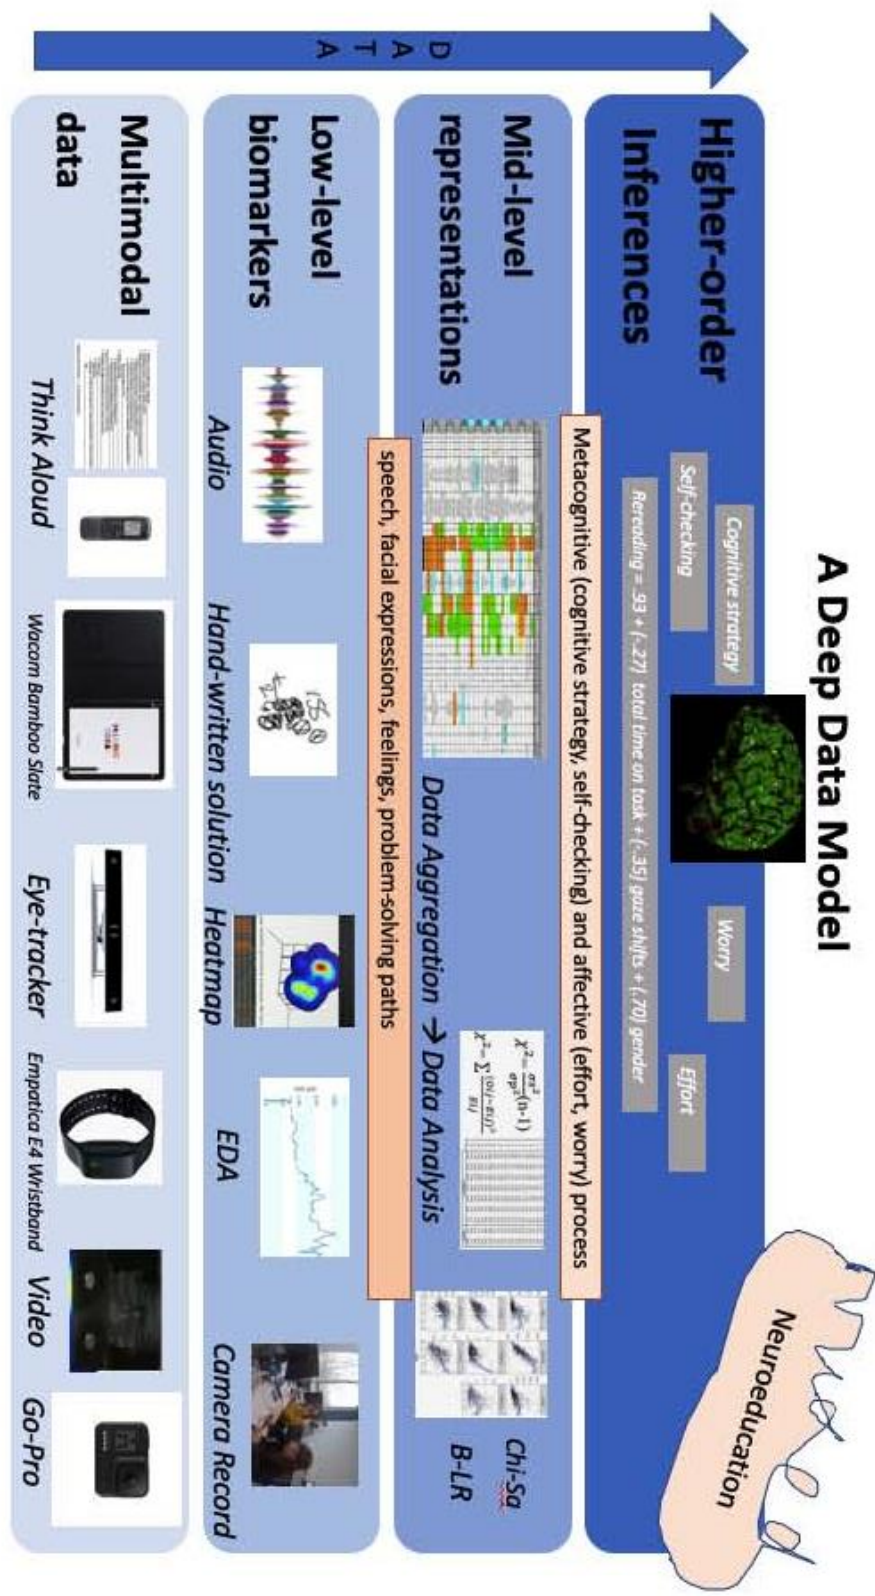 A Deep Data Model
DATA
Higher-order
Inferences
Cognitive strategy
Self-checking
Worry
Effort
Rereading = .93 + (-.27) total time on task + (-.35) gaze shifts + (.70) gender
Neuroeducation
Metacognitive (cognitive strategy, self-checking) and affective (effort, worry) process
Mid-level
representations
Data Aggregation → Data Analysis
Chi-Sa
B-LR
speech, facial expressions, feelings, problem-solving paths
Low-level
biomarkers
Audio
Hand-written solution
Heatmap
EDA
Camera Record
Multimodal
data
Think Aloud
Wacom Bamboo Slate
Eye-tracker
Empatica E4 Wristband
Video
Go-Pro